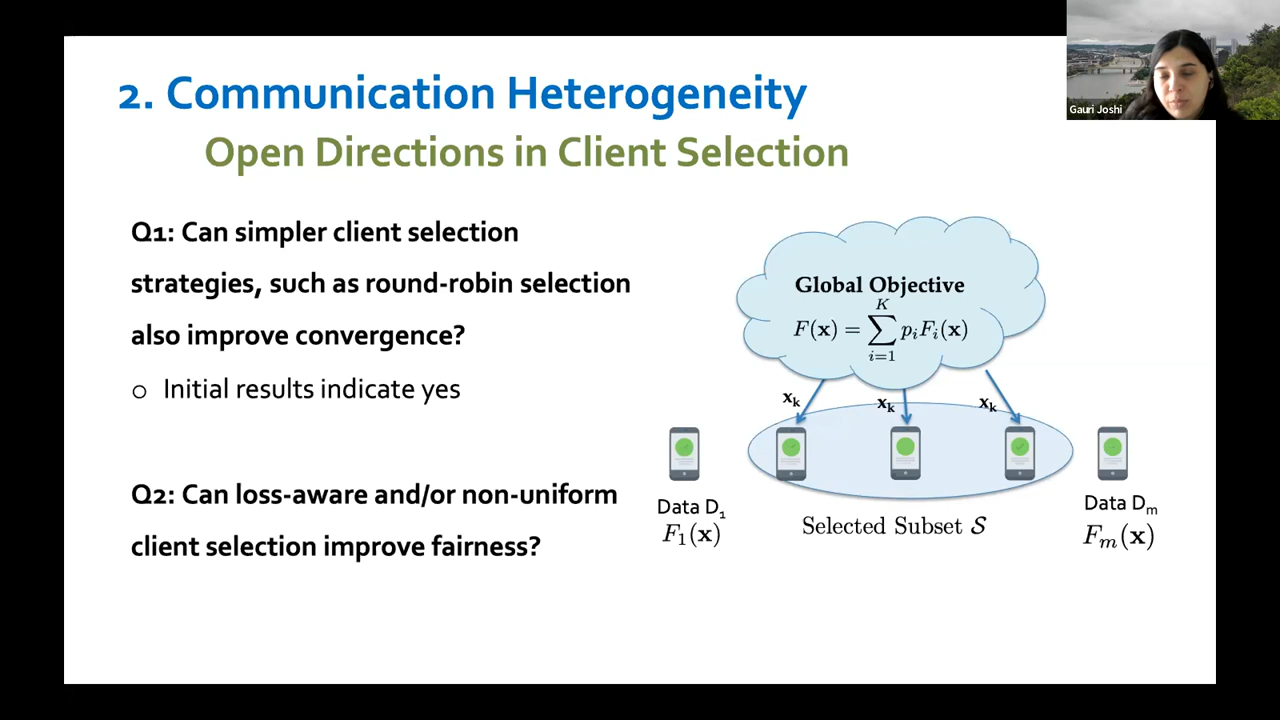 Gauri Joshi
2. Communication Heterogeneity
Open Directions in Client Selection
Q1: Can simpler client selection
strategies, such as round-robin selection
also improve convergence?
o Initial results indicate yes
Q2: Can loss-aware and/or non-uniform
client selection improve fairness?
Global Objective
F(x) = ∑_{i=1}^{K} p_i F_i(x)
x_k
x_k
x_k
Data D_1
F_1(x)
Selected Subset 𝒮
Data D_m
F_m(x)